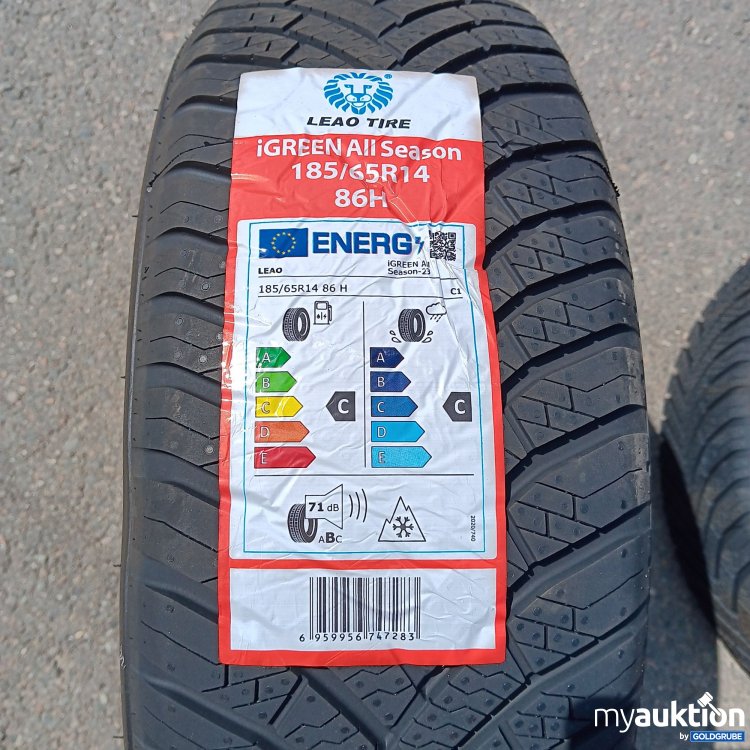 LEAO TIRE
iGREEN All Season
185/65R14
86H
ENERG
LEAO
iGREEN All
Season-23
185/65R14 86 H
C1
A
B
C
D
E
C
A
B
C
D
E
C
71 dB
ABC
2020/740
6 959956 747283
myauktion
by GOLDGRUBE